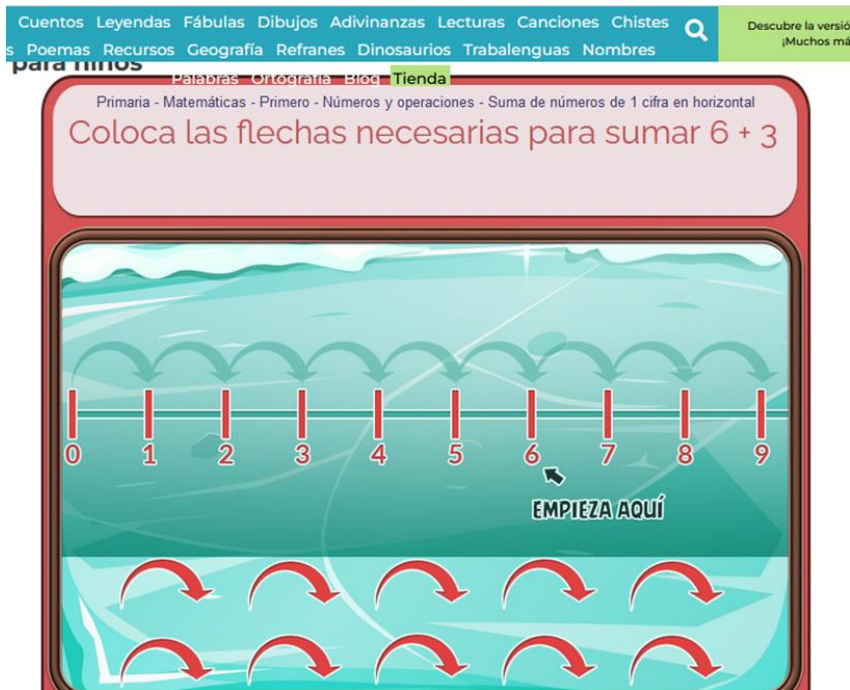 Cuentos Leyendas Fábulas Dibujos Adivinanzas Lecturas Canciones Chistes
s Poemas Recursos Geografía Refranes Dinosaurios Trabalenguas Nombres
Descubre la versió
¡Muchos má
para niños
Palabras Ortografía Blog Tienda
Primaria - Matemáticas - Primero - Números y operaciones - Suma de números de 1 cifra en horizontal
Coloca las flechas necesarias para sumar 6 + 3
0 1 2 3 4 5 6 7 8 9
EMPIEZA AQUÍ